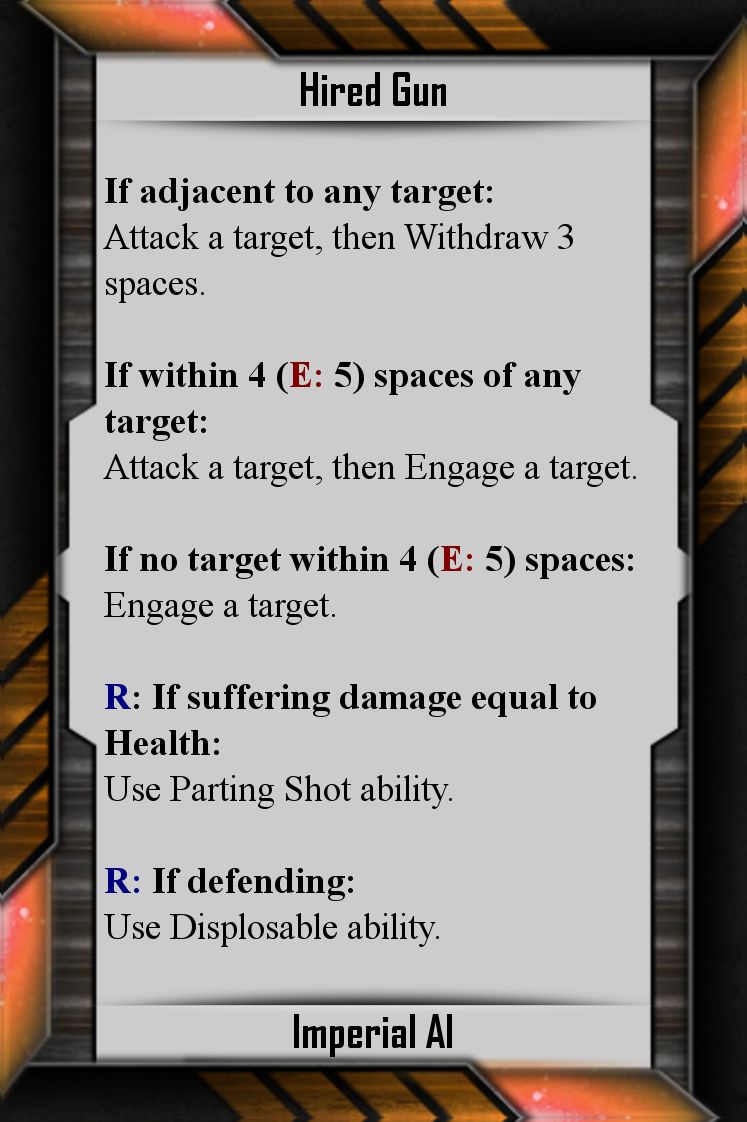 Hired Gun
If adjacent to any target:
Attack a target, then Withdraw 3
spaces.
If within 4 (E: 5) spaces of any
target:
Attack a target, then Engage a target.
If no target within 4 (E: 5) spaces:
Engage a target.
R: If suffering damage equal to
Health:
Use Parting Shot ability.
R: If defending:
Use Displosable ability.
Imperial AI